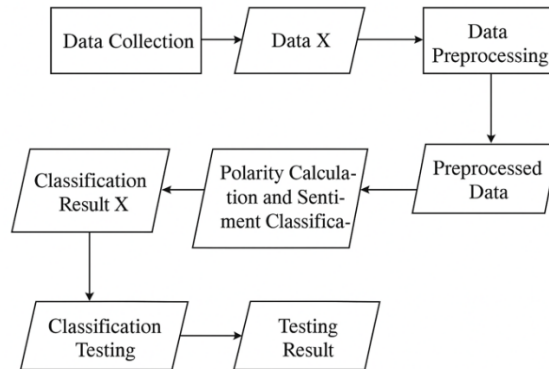 Data Collection
Data X
Data
Preprocessing
Preprocessed
Data
Polarity Calcula-
tion and Senti-
ment Classifica-
Classification
Result X
Classification
Testing
Testing
Result